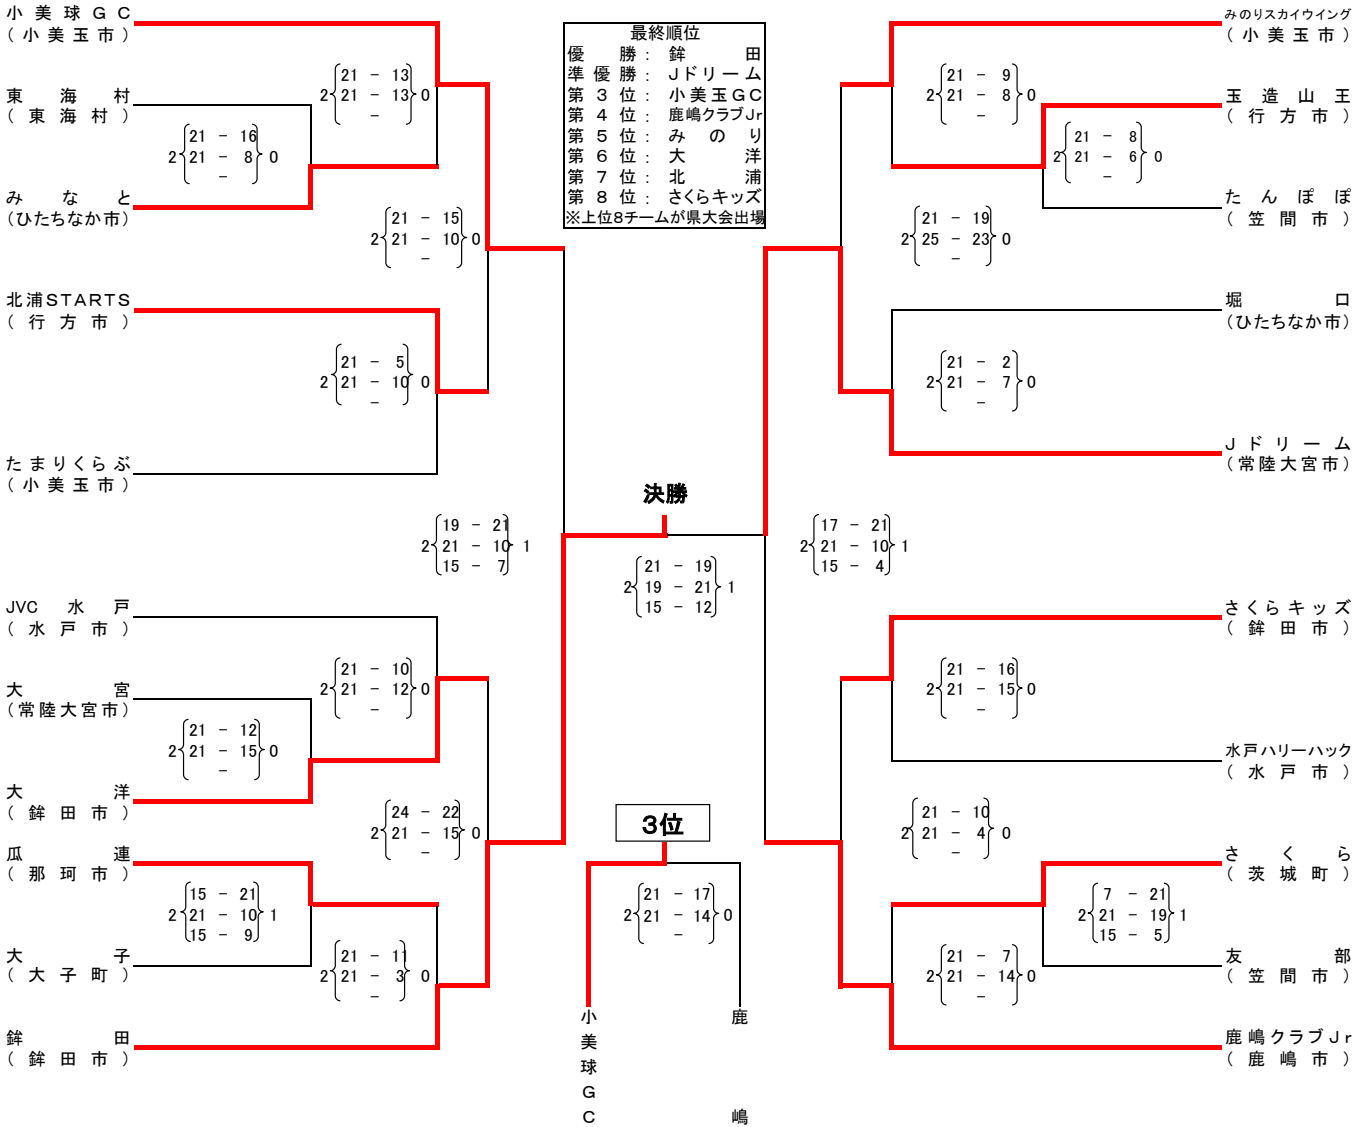 小美球GC
(小美玉市)
東海村
(東海村)
みなと
(ひたちなか市)
北浦STARTS
(行方市)
たまりくらぶ
(小美玉市)
JVC 水戸
(水戸市)
大宮
(常陸大宮市)
大洋
(鉾田市)
瓜連
(那珂市)
大子
(大子町)
鉾田
(鉾田市)
2 21 - 16 0
21 - 8
-
2 21 - 13 0
21 - 13
-
2 21 - 15 0
21 - 10
-
2 21 - 5 0
21 - 10
-
2 19 - 21 1
21 - 10
15 - 7
2 21 - 10 0
21 - 12
-
2 21 - 12 0
21 - 15
-
2 24 - 22 0
21 - 15
-
2 15 - 21 1
21 - 10
15 - 9
2 21 - 11 0
21 - 3
-
最終順位
優勝: 鉾田
準優勝: Jドリーム
第3位: 小美玉GC
第4位: 鹿嶋クラブJr
第5位: みのり
第6位: 大洋
第7位: 北浦
第8位: さくらキッズ
※上位8チームが県大会出場
決勝
2 21 - 19 1
19 - 21
15 - 12
3位
2 21 - 17 0
21 - 14
-
小美球GC
鹿嶋
みのりスカイウイング
(小美玉市)
玉造山王
(行方市)
たんぽぽ
(笠間市)
堀口
(ひたちなか市)
Jドリーム
(常陸大宮市)
さくらキッズ
(鉾田市)
水戸ハリーハック
(水戸市)
さくら
(茨城町)
友部
(笠間市)
鹿嶋クラブJr
(鹿嶋市)
2 21 - 9 0
21 - 8
-
2 21 - 8 0
21 - 6
-
2 21 - 19 0
25 - 23
-
2 21 - 2 0
21 - 7
-
2 17 - 21 1
21 - 10
15 - 4
2 21 - 16 0
21 - 15
-
2 21 - 10 0
21 - 4
-
2 7 - 21 1
21 - 19
15 - 5
2 21 - 7 0
21 - 14
-